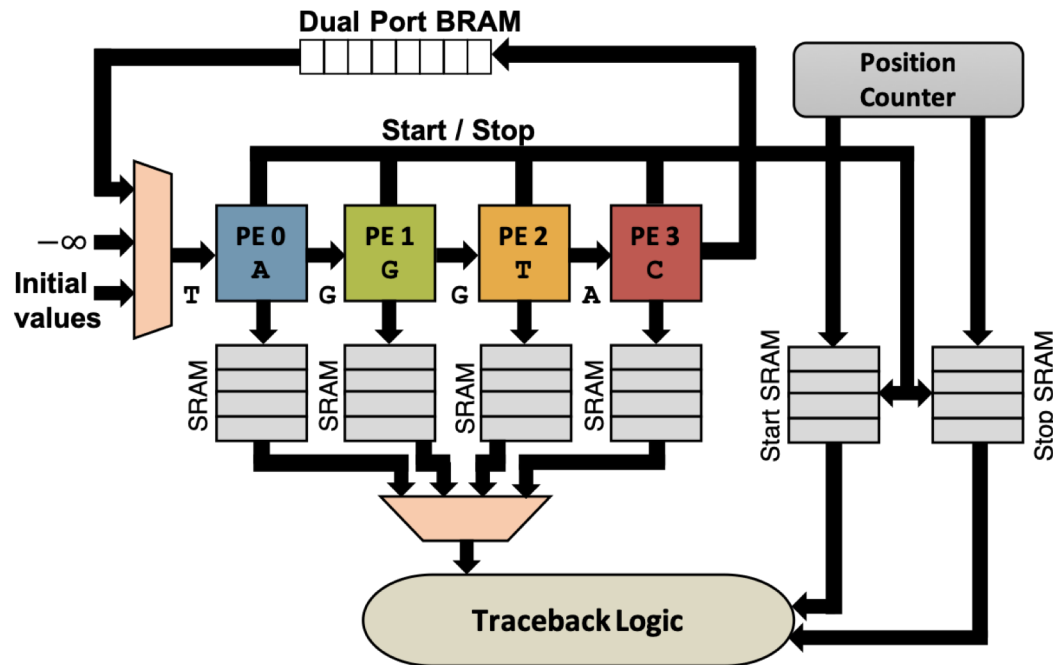 Dual Port BRAM
Position
Counter
Start / Stop
−∞
Initial
values
T
PE 0
A
G
PE 1
G
G
PE 2
T
A
PE 3
C
SRAM
SRAM
SRAM
SRAM
Start SRAM
Stop SRAM
Traceback Logic